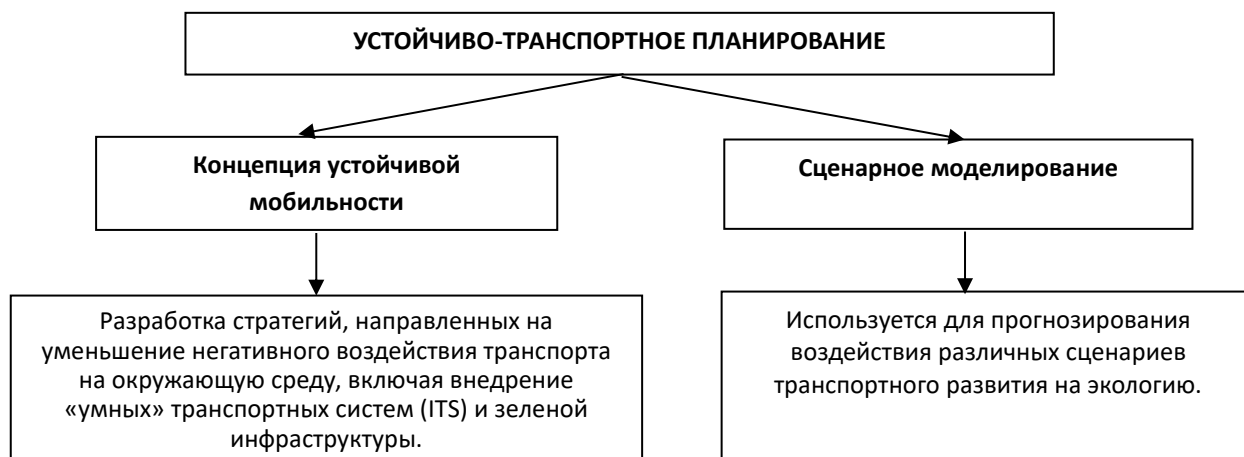 УСТОЙЧИВО-ТРАНСПОРТНОЕ ПЛАНИРОВАНИЕ
Концепция устойчивой
мобильности
Сценарное моделирование
Разработка стратегий, направленных на
уменьшение негативного воздействия транспорта
на окружающую среду, включая внедрение
«умных» транспортных систем (ITS) и зеленой
инфраструктуры.
Используется для прогнозирования
воздействия различных сценариев
транспортного развития на экологию.